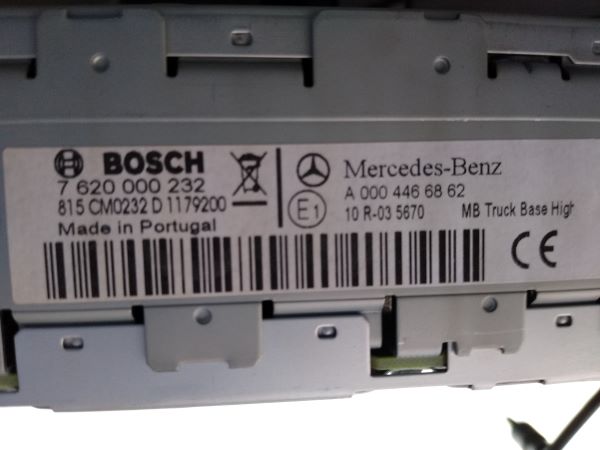 BOSCH
7 620 000 232
815 CM0232 D 1179200
Made in Portugal
Mercedes-Benz
A 000 446 68 62
E1
10 R-03 5670 MB Truck Base High
CE